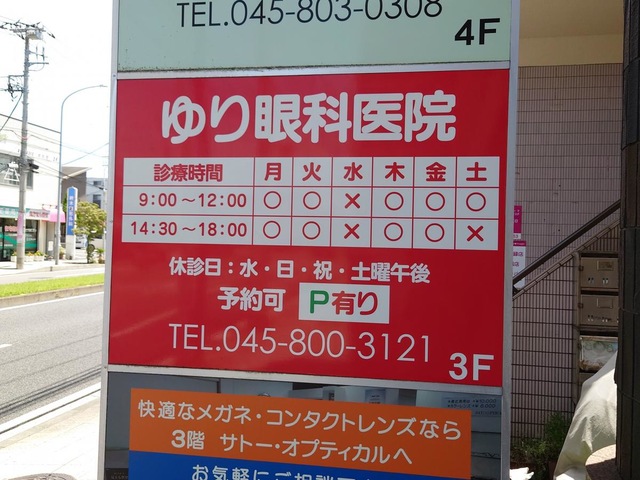 TEL.045-803-0308
4F
ゆり眼科医院
診療時間 月 火 水 木 金 土
9:00～12:00 ○ ○ × ○ ○ ○
14:30～18:00 ○ ○ × ○ ○ ×
休診日：水・日・祝・土曜午後
予約可 P有り
TEL.045-800-3121
3F
快適なメガネ・コンタクトレンズなら
3階 サトー・オプティカルへ